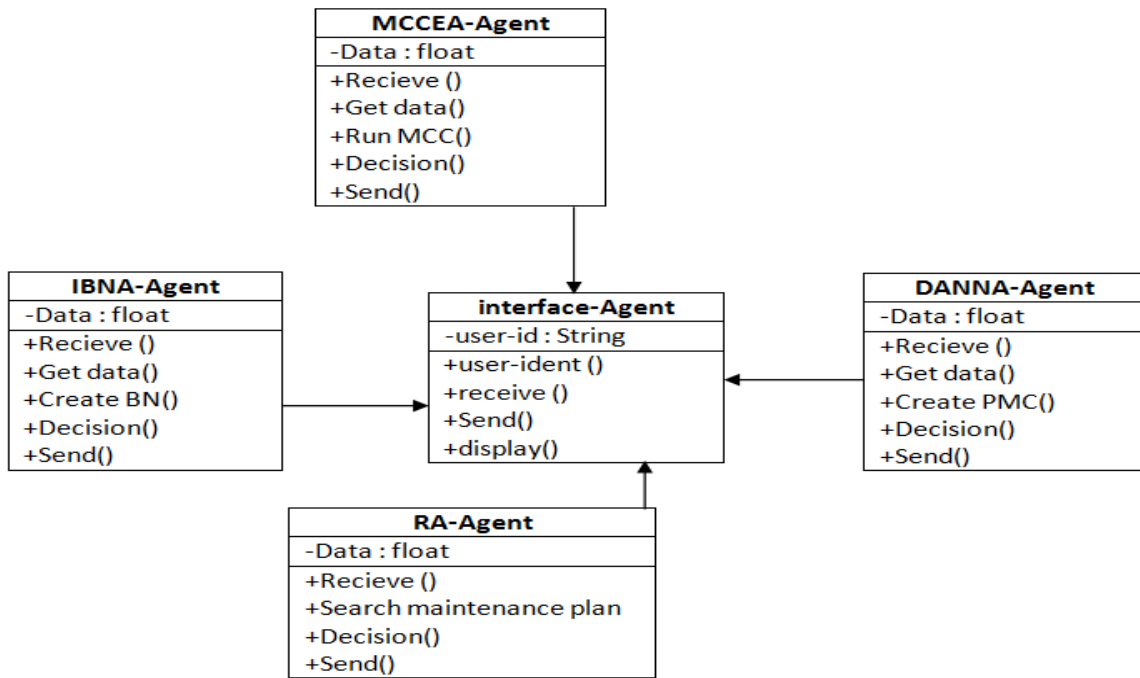 MCCEA-Agent
-Data : float
+Recieve ()
+Get data()
+Run MCC()
+Decision()
+Send()
IBNA-Agent
-Data : float
+Recieve ()
+Get data()
+Create BN()
+Decision()
+Send()
interface-Agent
-user-id : String
+user-ident ()
+receive ()
+Send()
+display()
DANNA-Agent
-Data : float
+Recieve ()
+Get data()
+Create PMC()
+Decision()
+Send()
RA-Agent
-Data : float
+Recieve ()
+Search maintenance plan
+Decision()
+Send()